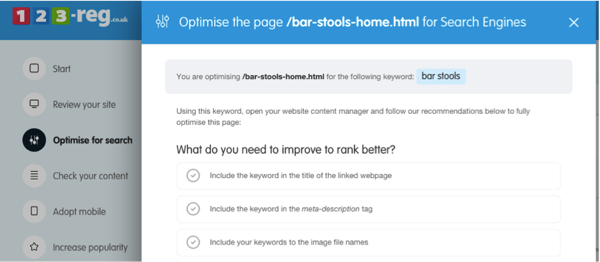 123-reg.co.uk
Optimise the page /bar-stools-home.html for Search Engines
Start
Review your site
Optimise for search
Check your content
Adopt mobile
Increase popularity
You are optimising /bar-stools-home.html for the following keyword: bar stools
Using this keyword, open your website content manager and follow our recommendations below to fully
optimise this page:
What do you need to improve to rank better?
Include the keyword in the title of the linked webpage
Include the keyword in the meta-description tag
Include your keywords to the image file names